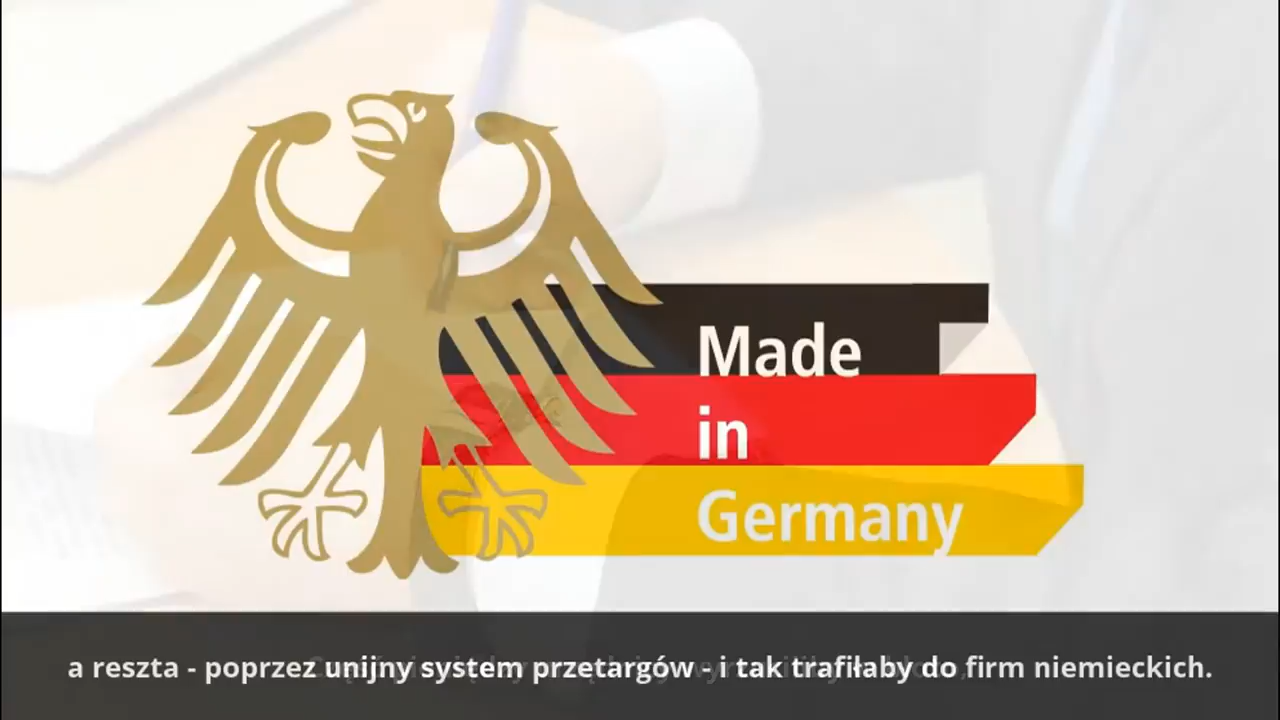 Made
in
Germany
a reszta - poprzez unijny system przetargów - i tak trafiłaby do firm niemieckich.